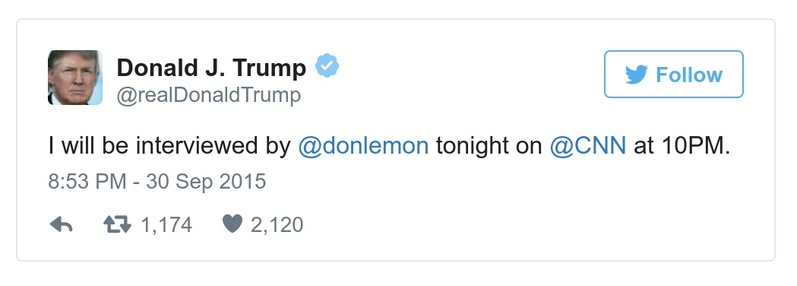 Donald J. Trump
Follow
@realDonaldTrump
I will be interviewed by @donlemon tonight on @CNN at 10PM.
8:53 PM - 30 Sep 2015
1,174 2,120